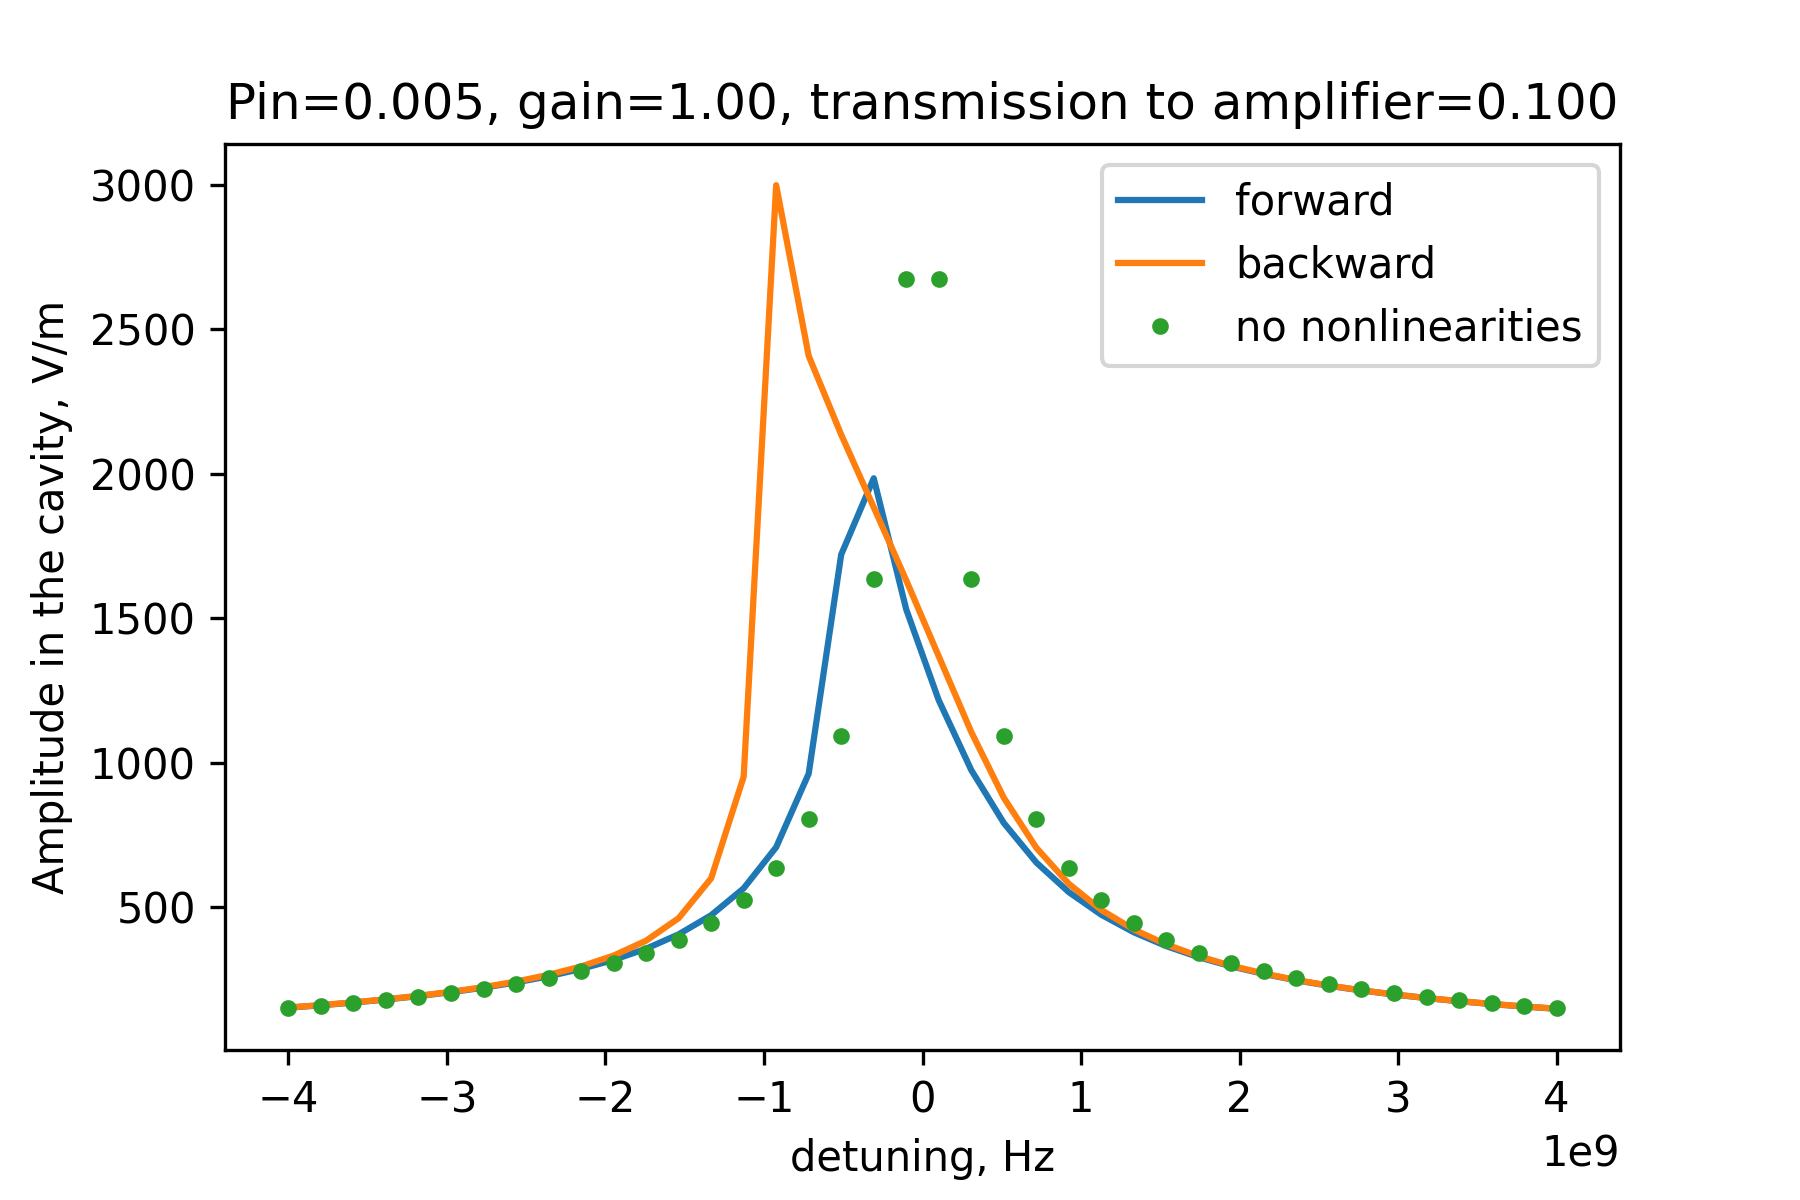 Pin=0.005, gain=1.00, transmission to amplifier=0.100
Amplitude in the cavity, V/m
3000
2500
2000
1500
1000
500
forward
backward
no nonlinearities
−4 −3 −2 −1 0 1 2 3 4
1e9
detuning, Hz